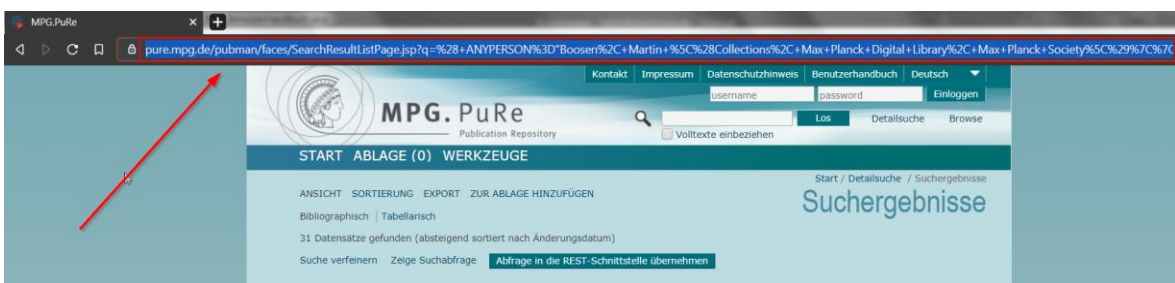 MPG.PuRe
pure.mpg.de/pubman/faces/SearchResultListPage.jsp?q=%28+ANYPERSON%3D"Boosen%2C+Martin+%5C%28Collections%2C+Max+Planck+Digital+Library%2C+Max+Planck+Society%5C%29%7C%7C
Kontakt Impressum Datenschutzhinweis Benutzerhandbuch Deutsch
username password Einloggen
MPG. PuRe
Publication Repository
Los Detailsuche Browse
Volltexte einbeziehen
START ABLAGE (0) WERKZEUGE
Start / Detailsuche / Suchergebnisse
Suchergebnisse
ANSICHT SORTIERUNG EXPORT ZUR ABLAGE HINZUFÜGEN
Bibliographisch | Tabellarisch
31 Datensätze gefunden (absteigend sortiert nach Änderungsdatum)
Suche verfeinern Zeige Suchabfrage Abfrage in die REST-Schnittstelle übernehmen